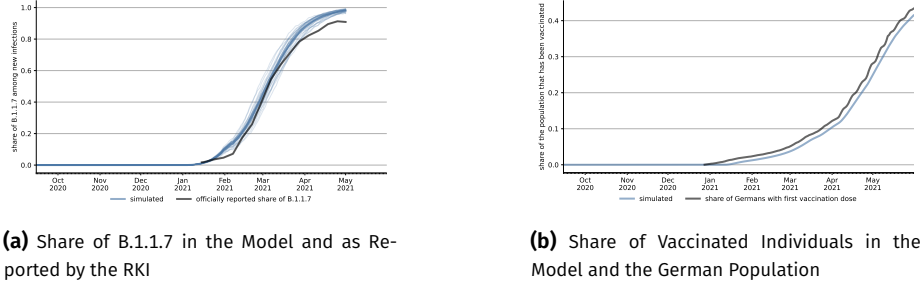 share of B.1.1.7 among new infections
1.0
0.8
0.6
0.4
0.2
0.0
Oct 2020
Nov 2020
Dec 2020
Jan 2021
Feb 2021
Mar 2021
Apr 2021
May 2021
simulated
officially reported share of B.1.1.7
(a) Share of B.1.1.7 in the Model and as Re-
ported by the RKI
share of the population that has been vaccinated
0.4
0.3
0.2
0.1
0.0
Oct 2020
Nov 2020
Dec 2020
Jan 2021
Feb 2021
Mar 2021
Apr 2021
May 2021
simulated
share of Germans with first vaccination dose
(b) Share of Vaccinated Individuals in the
Model and the German Population